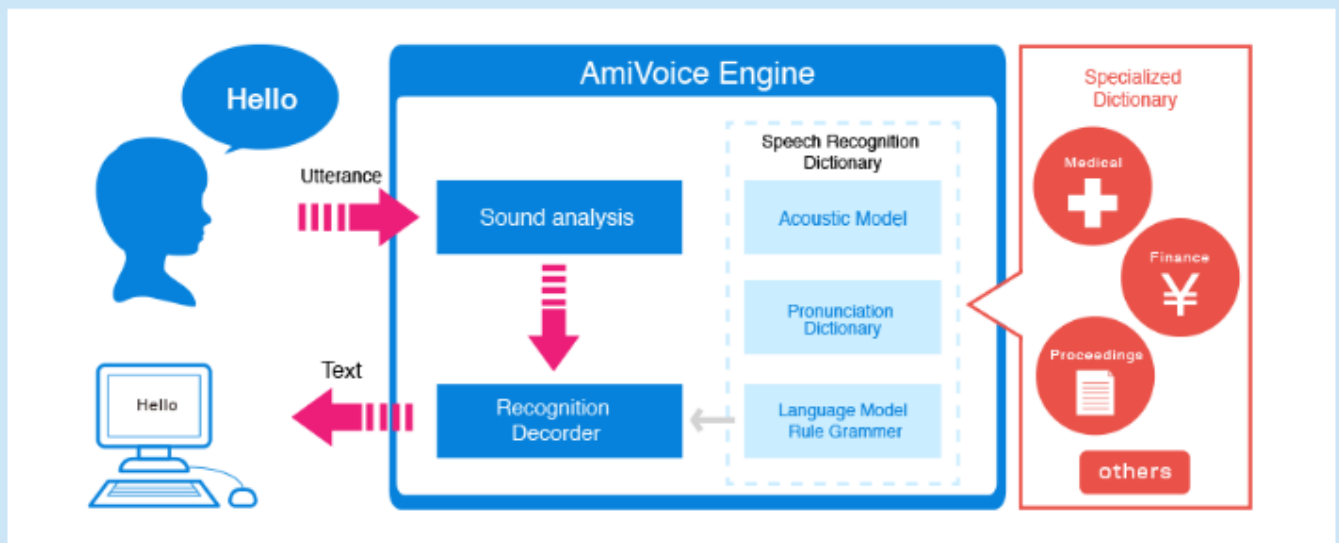 AmiVoice Engine
Hello
Utterance
Sound analysis
Recognition
Decorder
Text
Hello
Speech Recognition
Dictionary
Acoustic Model
Pronunciation
Dictionary
Language Model
Rule Grammer
Specialized
Dictionary
Medical
Finance
¥
Proceedings
others